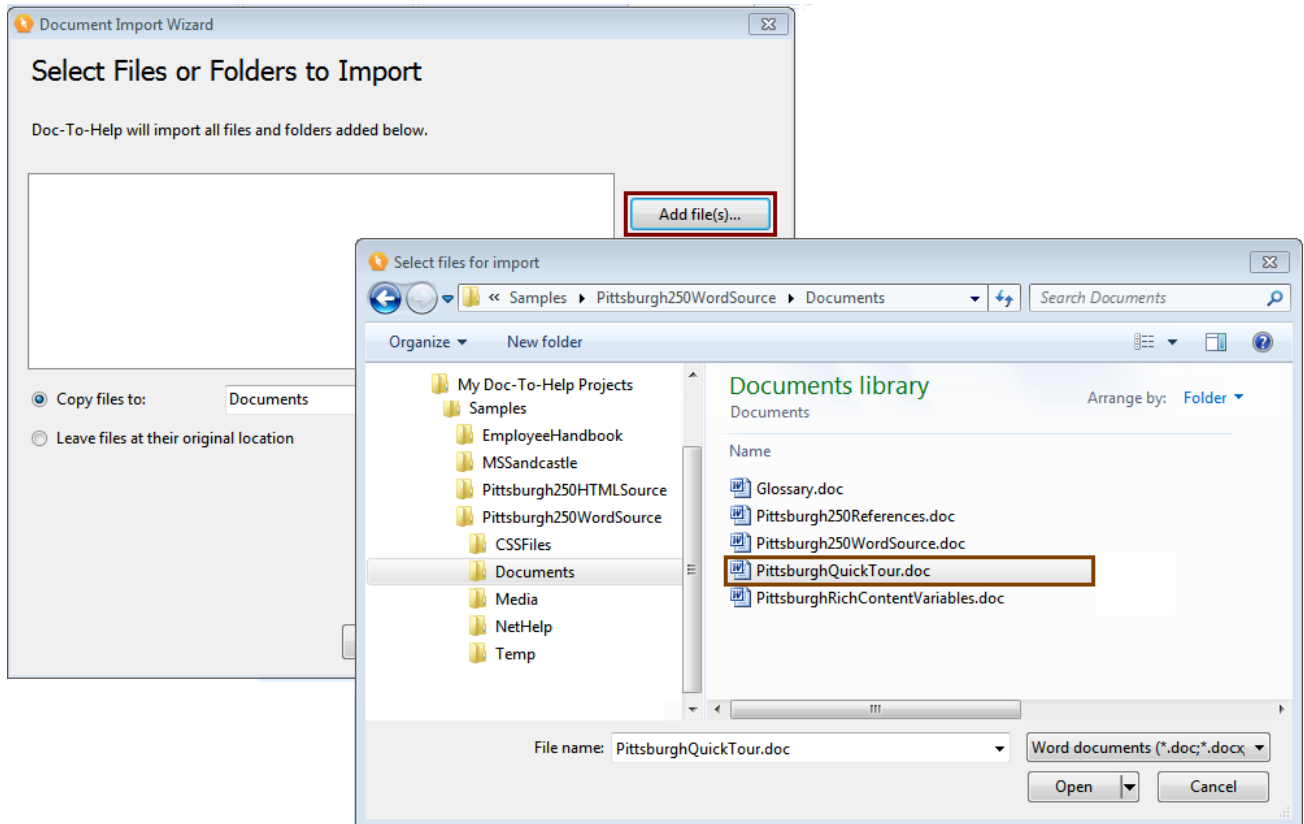 Document Import Wizard
Select Files or Folders to Import
Doc-To-Help will import all files and folders added below.
Add file(s)...
Copy files to:
Documents
Leave files at their original location
Select files for import
« Samples Pittsburgh250WordSource Documents
Search Documents
Organize
New folder
My Doc-To-Help Projects
Samples
EmployeeHandbook
MSSandcastle
Pittsburgh250HTMLSource
Pittsburgh250WordSource
CSSFiles
Documents
Media
NetHelp
Temp
Documents library
Documents
Arrange by: Folder
Name
Glossary.doc
Pittsburgh250References.doc
Pittsburgh250WordSource.doc
PittsburghQuickTour.doc
PittsburghRichContentVariables.doc
File name: PittsburghQuickTour.doc
Word documents (*.doc;*.docx;
Open
Cancel